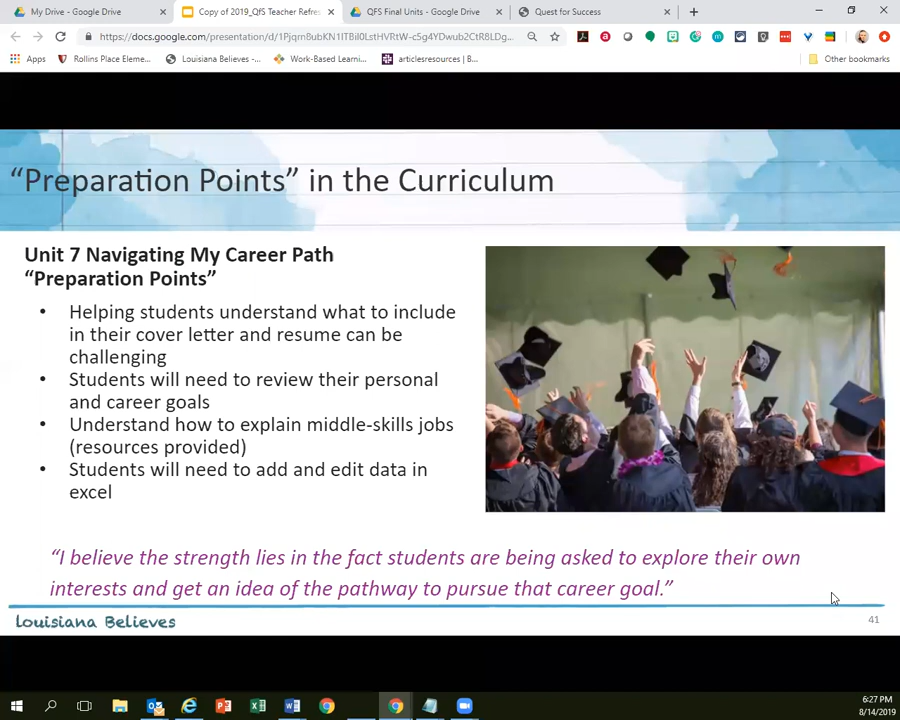 My Drive - Google Drive
Copy of 2019_QfS Teacher Refre
QFS Final Units - Google Drive
Quest for Success
https://docs.google.com/presentation/d/
Apps
Rollins Place Eleme...
Louisiana Believes -...
Work-Based Learni...
articlesresources | B...
Other bookmarks
“Preparation Points” in the Curriculum
Unit 7 Navigating My Career Path
“Preparation Points”
• Helping students understand what to include
in their cover letter and resume can be
challenging
• Students will need to review their personal
and career goals
• Understand how to explain middle-skills jobs
(resources provided)
• Students will need to add and edit data in
excel
“I believe the strength lies in the fact students are being asked to explore their own
interests and get an idea of the pathway to pursue that career goal.”
Louisiana Believes
41
6:27 PM
8/14/2019